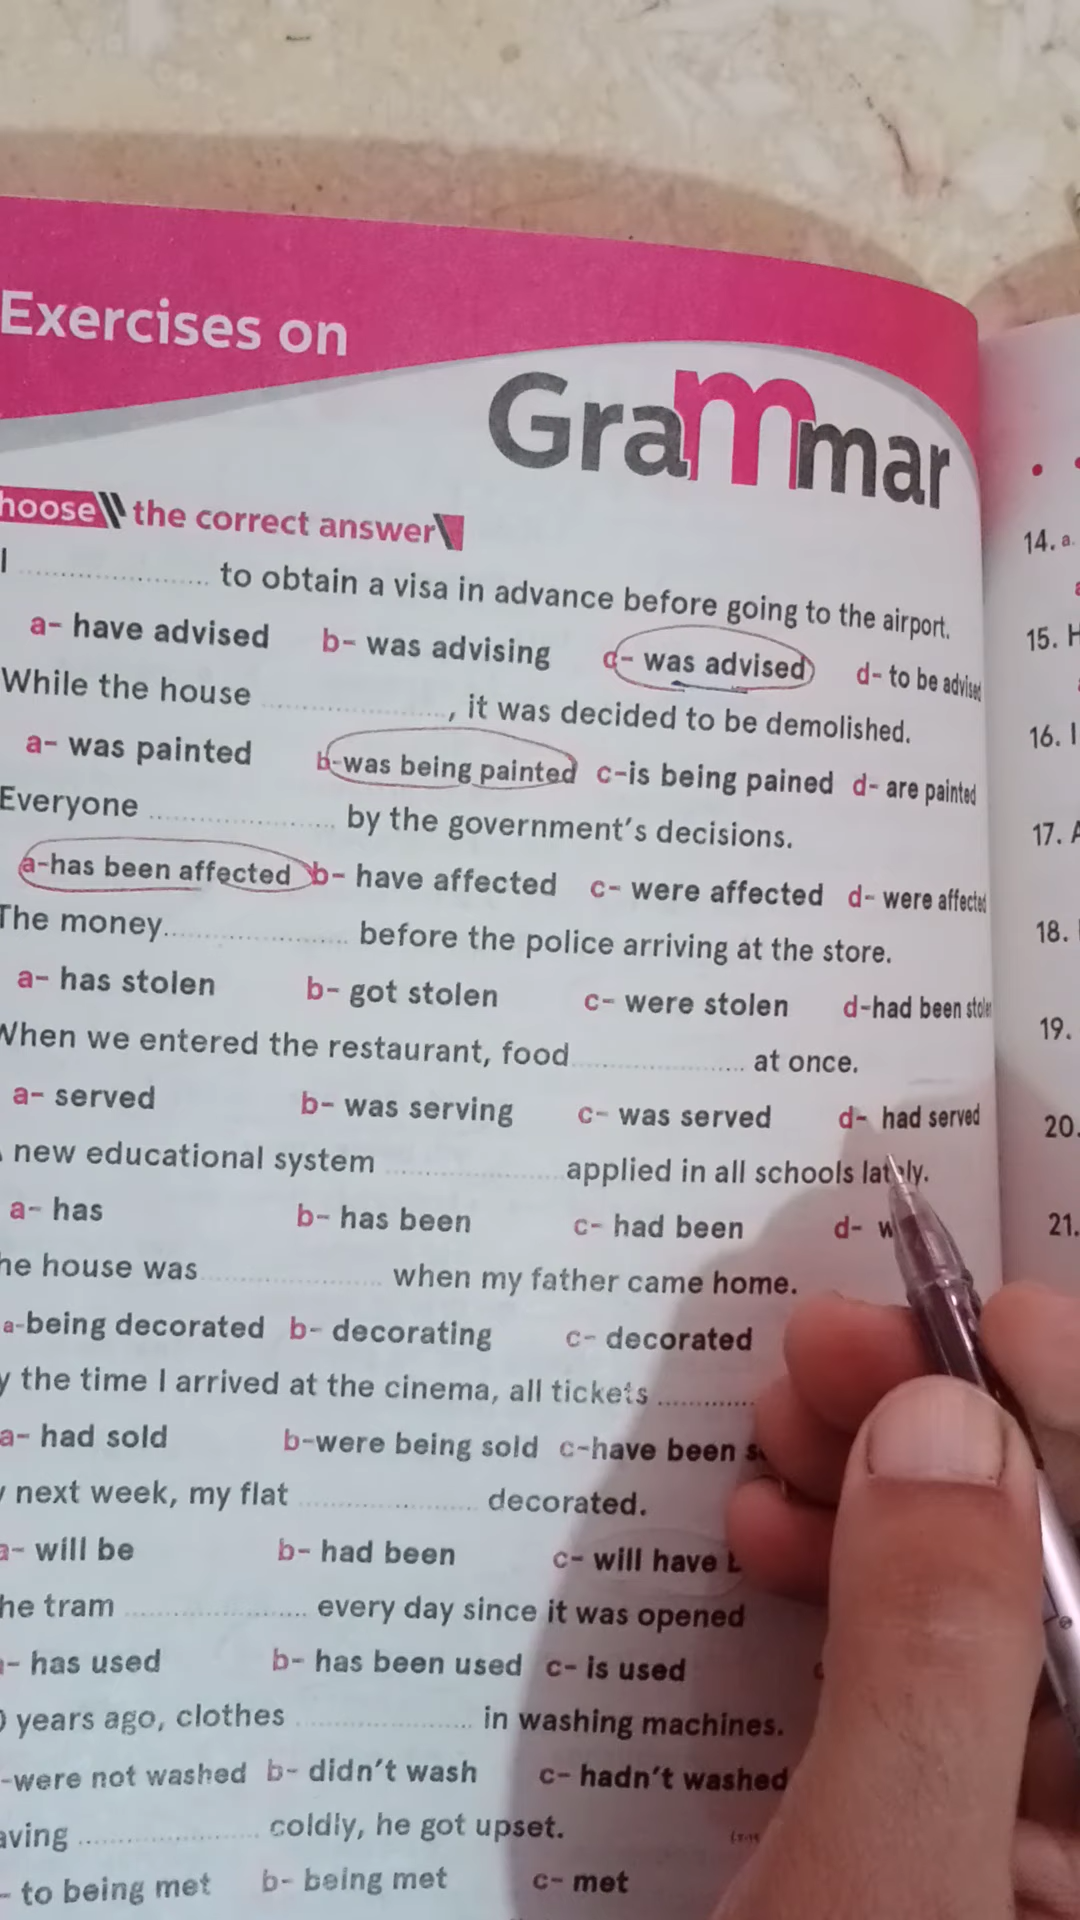 Exercises on
Grammar
hoose the correct answer
I ........................ to obtain a visa in advance before going to the airport.
a- have advised b- was advising c- was advised d- to be advised
While the house ........................, it was decided to be demolished.
a- was painted b-was being painted c-is being pained d- are painted
Everyone ........................ by the government's decisions.
a-has been affected b- have affected c- were affected d- were affected
The money........................ before the police arriving at the store.
a- has stolen b- got stolen c- were stolen d-had been stolen
When we entered the restaurant, food ........................ at once.
a- served b- was serving c- was served d- had served
new educational system ........................ applied in all schools lately.
a- has b- has been c- had been d- w
he house was ........................ when my father came home.
a-being decorated b- decorating c- decorated
y the time I arrived at the cinema, all tickets ............
a- had sold b-were being sold c-have been s
y next week, my flat ........................ decorated.
a- will be b- had been c- will have b
he tram ........................ every day since it was opened
- has used b- has been used c- is used
0 years ago, clothes ........................ in washing machines.
-were not washed b- didn't wash c- hadn't washed
aving ........................ coldly, he got upset.
- to being met b- being met c- met
14. a.
15. H
16. I
17. A
18.
19.
20.
21.